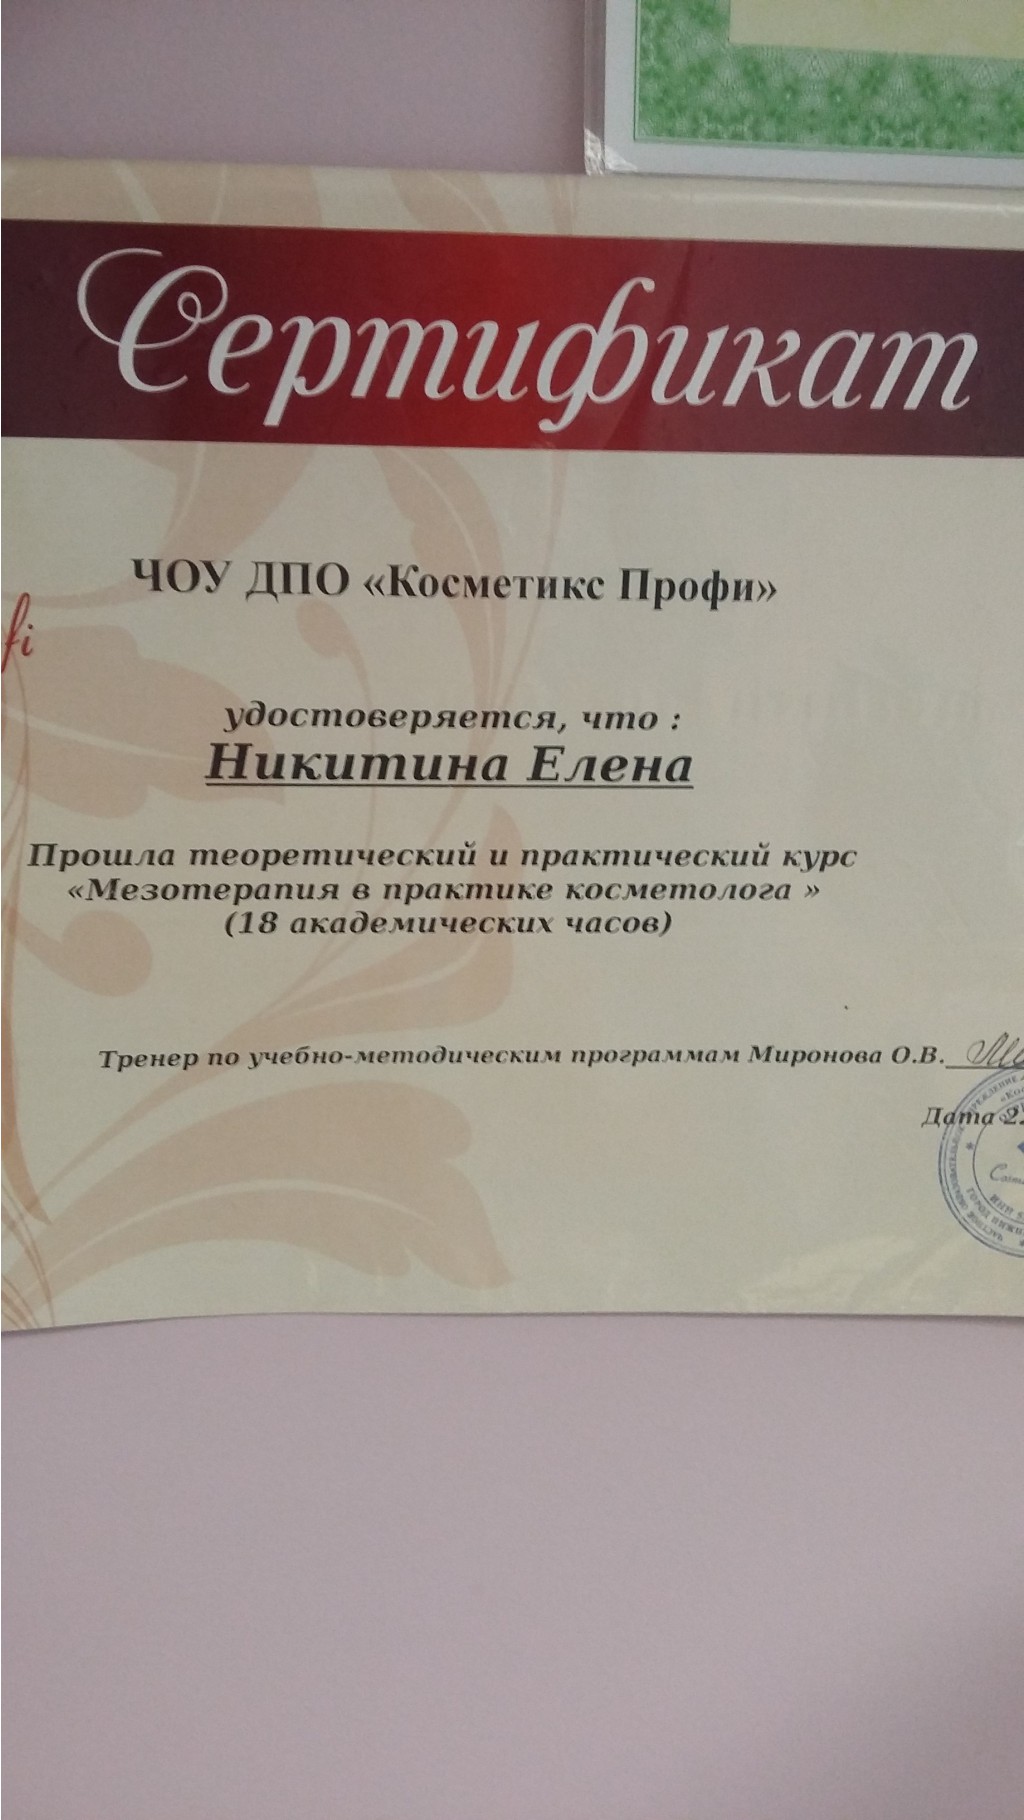 Сертификат
ЧОУ ДПО «Косметикс Профи»
fi
удостоверяется, что :
Никитина Елена
Прошла теоретический и практический курс
«Мезотерапия в практике косметолога »
(18 академических часов)
Тренер по учебно-методическим программам Миронова О.В.
Дата